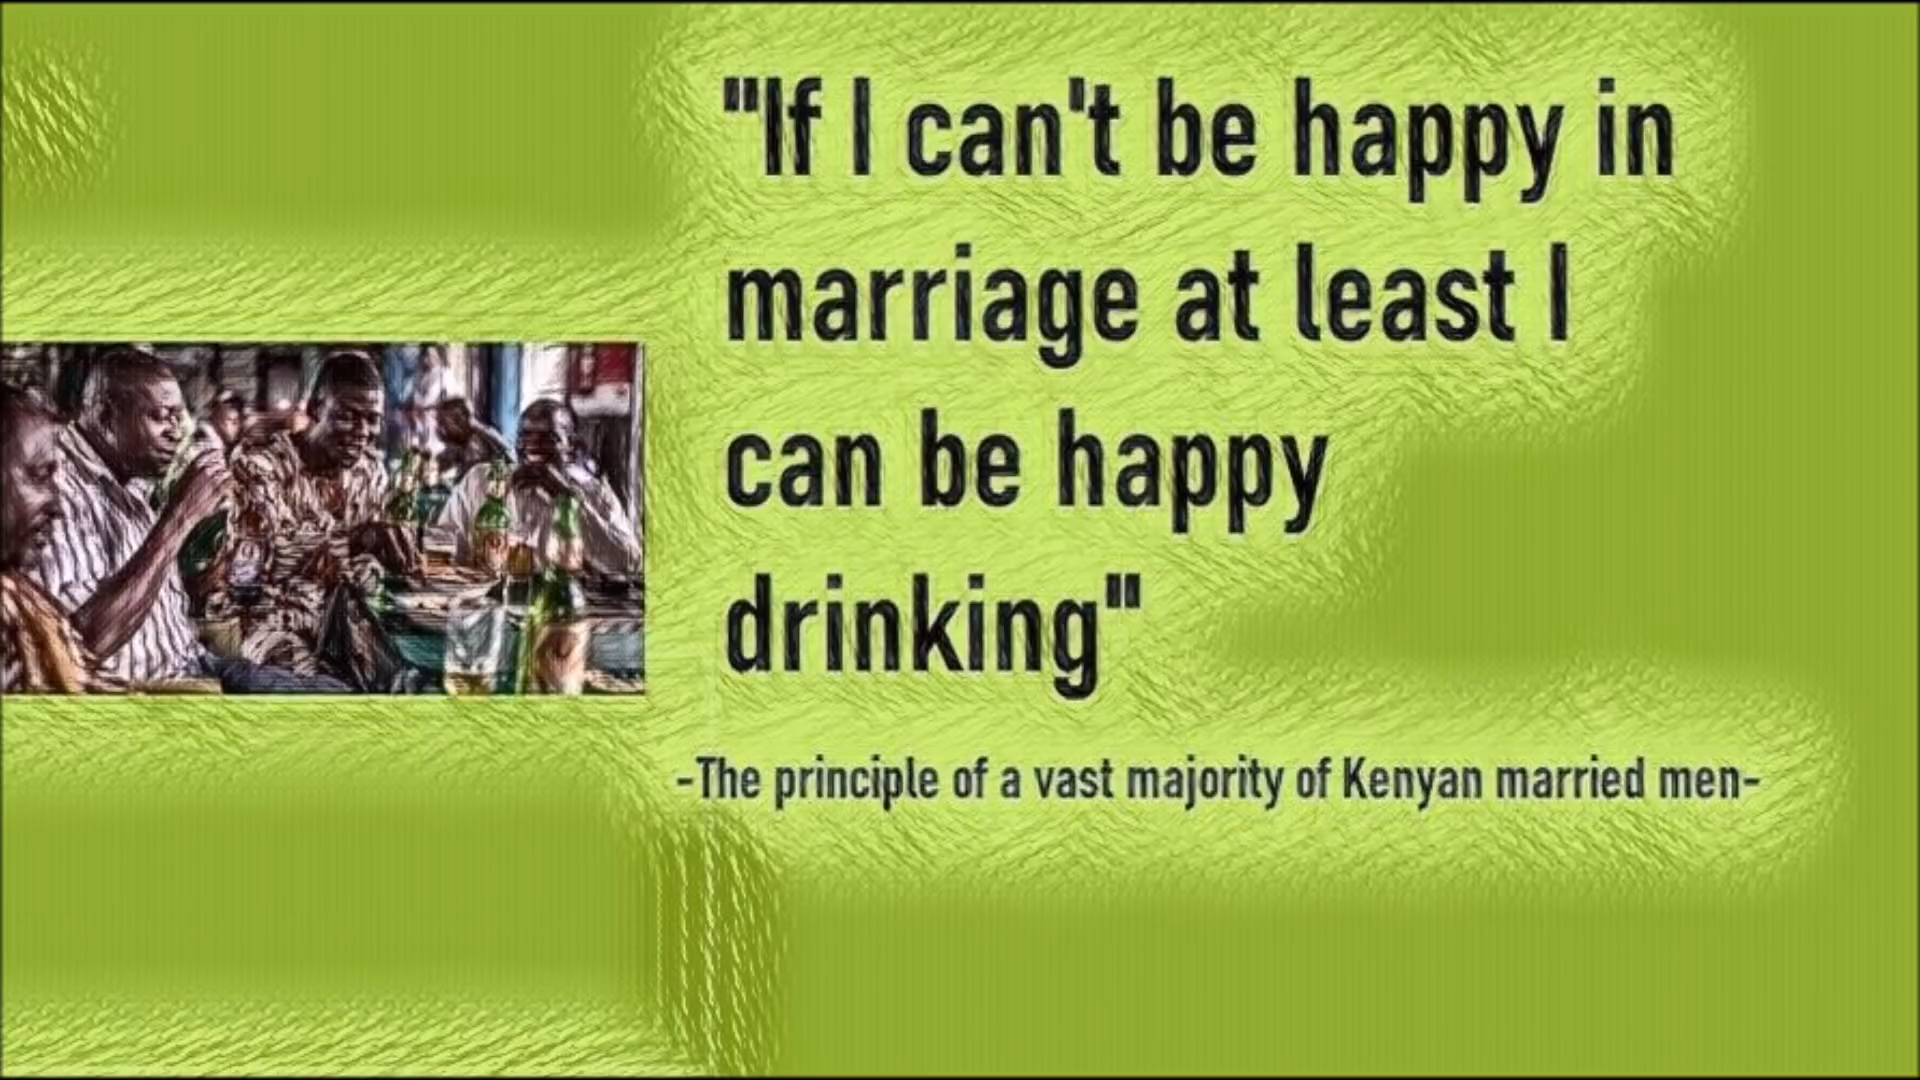 "If I can't be happy in
marriage at least I
can be happy
drinking"
-The principle of a vast majority of Kenyan married men-